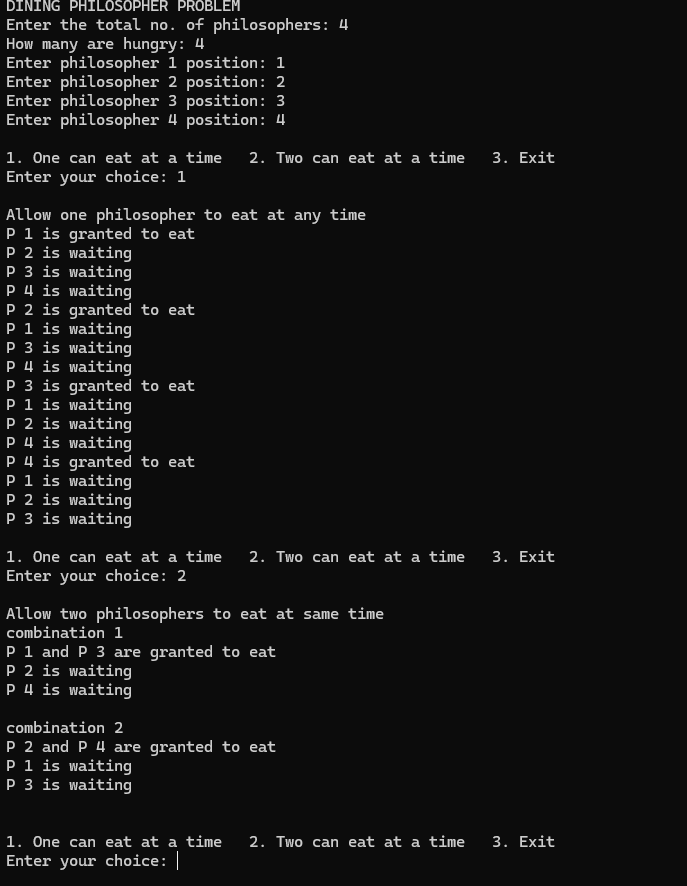 DINING PHILOSOPHER PROBLEM
Enter the total no. of philosophers: 4
How many are hungry: 4
Enter philosopher 1 position: 1
Enter philosopher 2 position: 2
Enter philosopher 3 position: 3
Enter philosopher 4 position: 4

1. One can eat at a time   2. Two can eat at a time   3. Exit
Enter your choice: 1

Allow one philosopher to eat at any time
P 1 is granted to eat
P 2 is waiting
P 3 is waiting
P 4 is waiting
P 2 is granted to eat
P 1 is waiting
P 3 is waiting
P 4 is waiting
P 3 is granted to eat
P 1 is waiting
P 2 is waiting
P 4 is waiting
P 4 is granted to eat
P 1 is waiting
P 2 is waiting
P 3 is waiting

1. One can eat at a time   2. Two can eat at a time   3. Exit
Enter your choice: 2

Allow two philosophers to eat at same time
combination 1
P 1 and P 3 are granted to eat
P 2 is waiting
P 4 is waiting

combination 2
P 2 and P 4 are granted to eat
P 1 is waiting
P 3 is waiting


1. One can eat at a time   2. Two can eat at a time   3. Exit
Enter your choice: